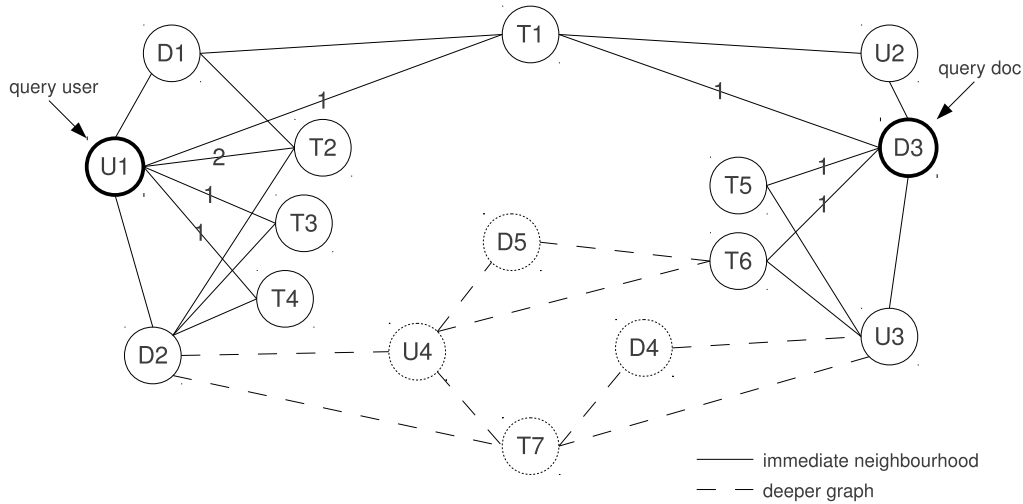 T1
D1
U2
query doc
query user
1
1
T2
D3
2
U1
1
T5
1
T3
1
1
D5
T6
T4
U3
D4
U4
D2
T7
immediate neighbourhood
deeper graph